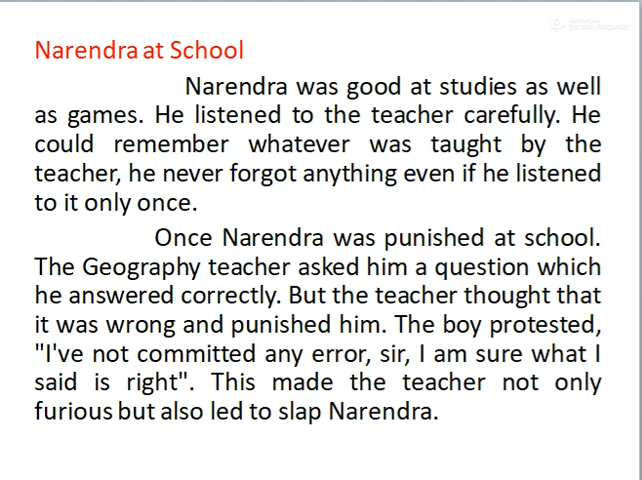 Narendra at School
Narendra was good at studies as well
as games. He listened to the teacher carefully. He
could remember whatever was taught by the
teacher, he never forgot anything even if he listened
to it only once.
Once Narendra was punished at school.
The Geography teacher asked him a question which
he answered correctly. But the teacher thought that
it was wrong and punished him. The boy protested,
"I've not committed any error, sir, I am sure what I
said is right". This made the teacher not only
furious but also led to slap Narendra.